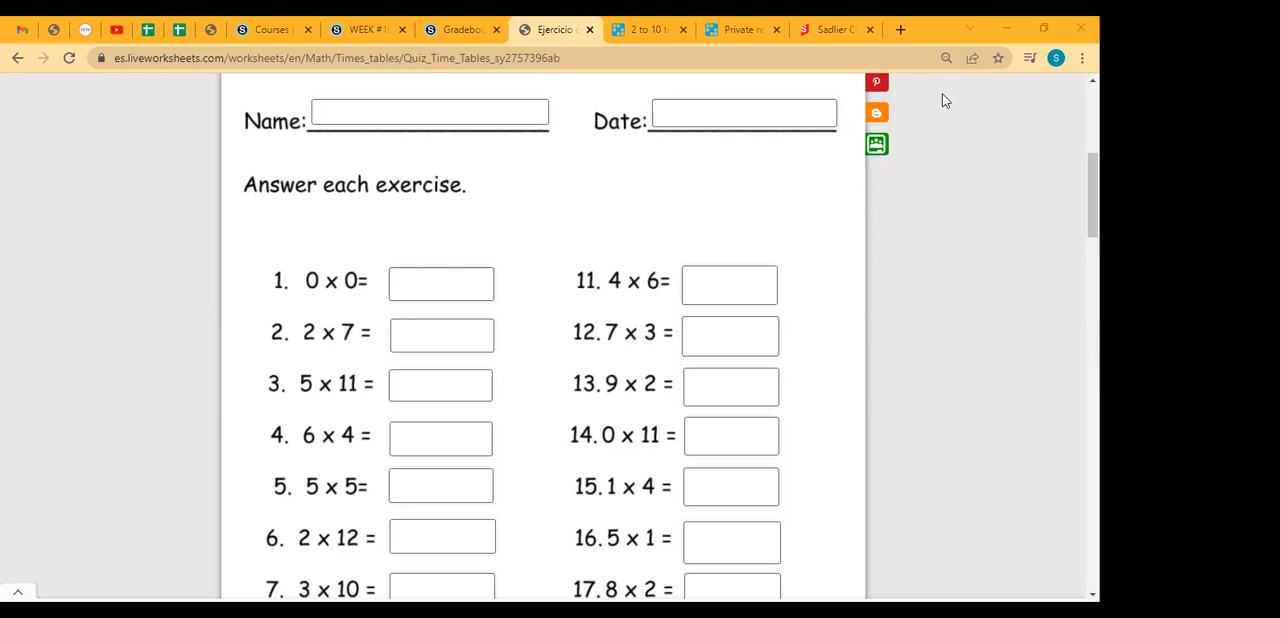 Courses
WEEK #1
Gradebo
Ejercicio
2 to 10 ti
Private re
Sadlier Co
es.liveworksheets.com/worksheets/en/Math/Times_tables/Quiz_Time_Tables_sy2757396ab
S
Name:
Date:
Answer each exercise.
1. 0 x 0=
2. 2 x 7 =
3. 5 x 11 =
4. 6 x 4 =
5. 5 x 5=
6. 2 x 12 =
7. 3 x 10 =
11. 4 x 6=
12. 7 x 3 =
13. 9 x 2 =
14. 0 x 11 =
15. 1 x 4 =
16. 5 x 1 =
17. 8 x 2 =